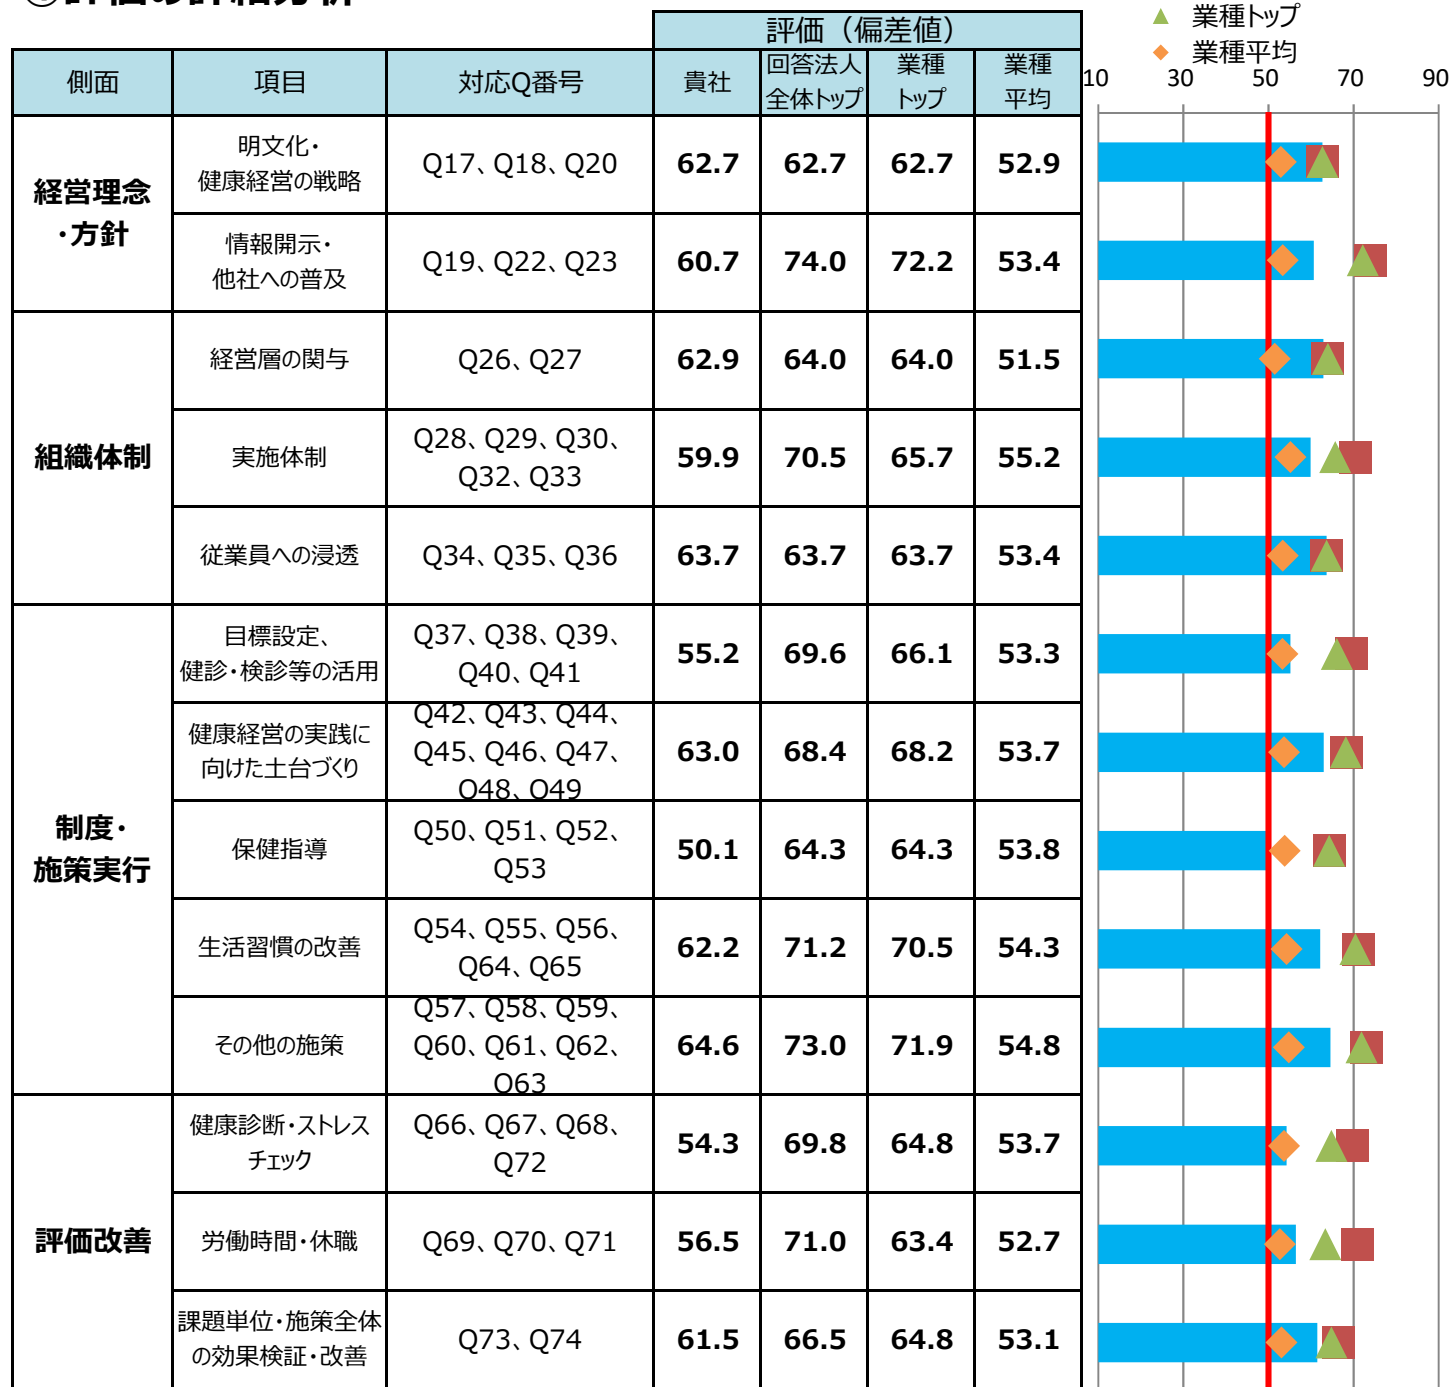 ①評価の詳細分析
▲ 業種トップ
◆ 業種平均
評価（偏差値）
側面 項目 対応Q番号 貴社 回答法人 業種 業種
全体トップ トップ 平均
10 30 50 70 90
経営理念
・方針
明文化・
健康経営の戦略
Q17、Q18、Q20 62.7 62.7 62.7 52.9
情報開示・
他社への普及
Q19、Q22、Q23 60.7 74.0 72.2 53.4
組織体制
経営層の関与 Q26、Q27 62.9 64.0 64.0 51.5
実施体制
Q28、Q29、Q30、
Q32、Q33
59.9 70.5 65.7 55.2
従業員への浸透 Q34、Q35、Q36 63.7 63.7 63.7 53.4
制度・
施策実行
目標設定、
健診・検診等の活用
Q37、Q38、Q39、
Q40、Q41
55.2 69.6 66.1 53.3
健康経営の実践に
向けた土台づくり
Q42、Q43、Q44、
Q45、Q46、Q47、
Q48、Q49
63.0 68.4 68.2 53.7
保健指導
Q50、Q51、Q52、
Q53
50.1 64.3 64.3 53.8
生活習慣の改善
Q54、Q55、Q56、
Q64、Q65
62.2 71.2 70.5 54.3
その他の施策
Q57、Q58、Q59、
Q60、Q61、Q62、
Q63
64.6 73.0 71.9 54.8
評価改善
健康診断・ストレス
チェック
Q66、Q67、Q68、
Q72
54.3 69.8 64.8 53.7
労働時間・休職 Q69、Q70、Q71 56.5 71.0 63.4 52.7
課題単位・施策全体
の効果検証・改善
Q73、Q74 61.5 66.5 64.8 53.1